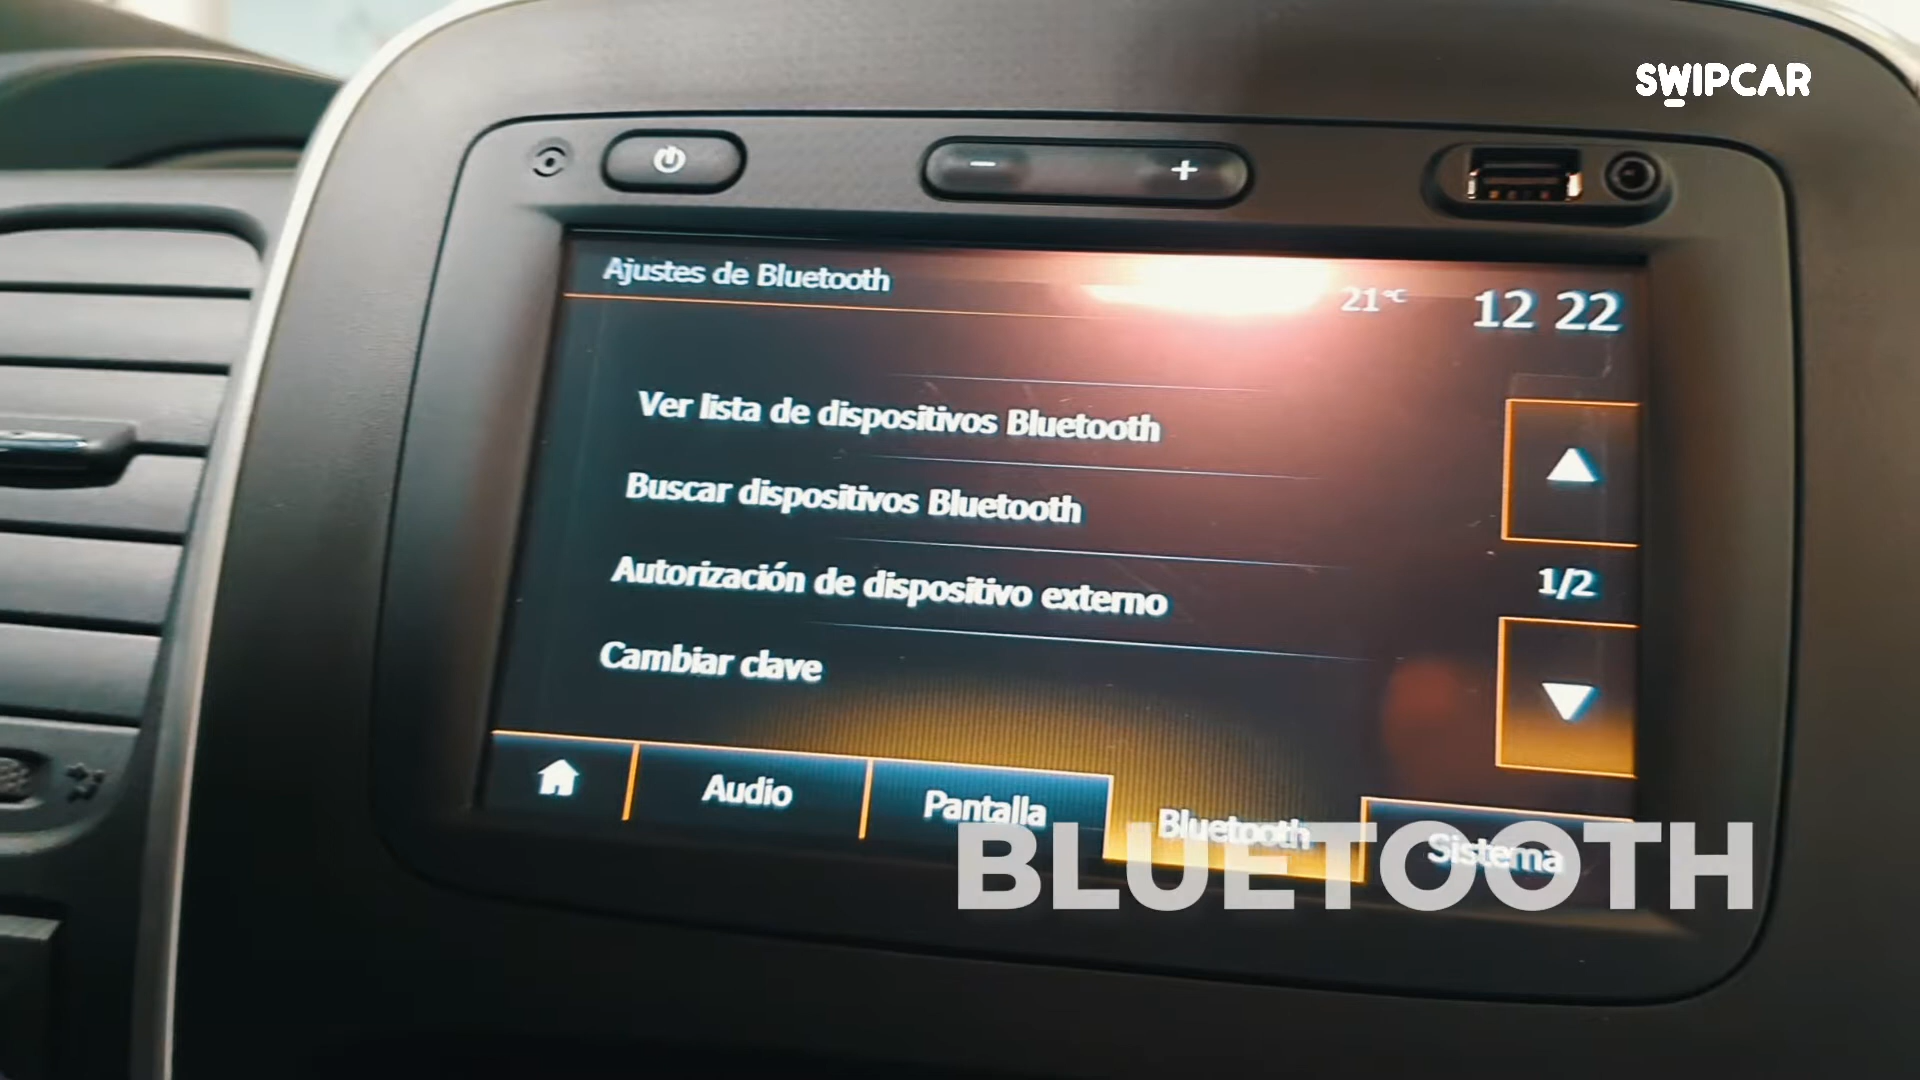 SWIPCAR
Ajustes de Bluetooth
21°C
12 22
Ver lista de dispositivos Bluetooth
Buscar dispositivos Bluetooth
Autorización de dispositivo externo
1/2
Cambiar clave
Audio
Pantalla
Bluetooth
Sistema
BLUETOOTH